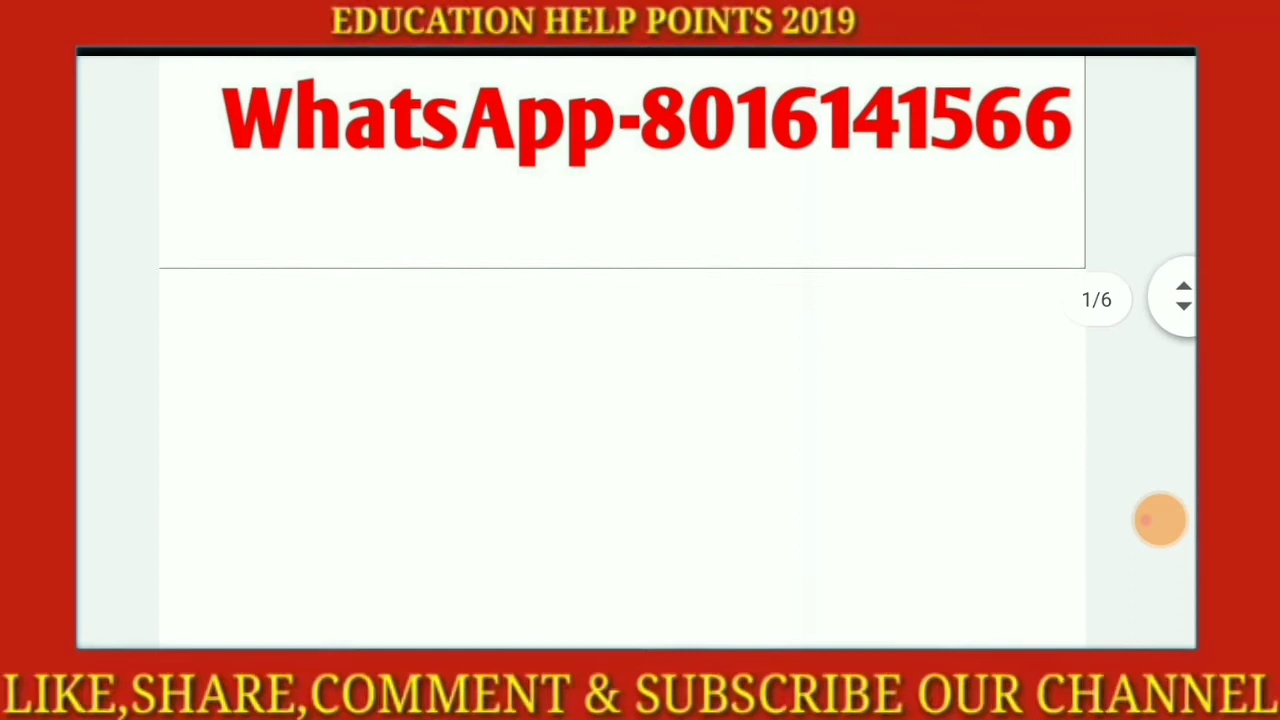 EDUCATION HELP POINTS 2019
WhatsApp-8016141566
1/6
LIKE,SHARE,COMMENT & SUBSCRIBE OUR CHANNEL